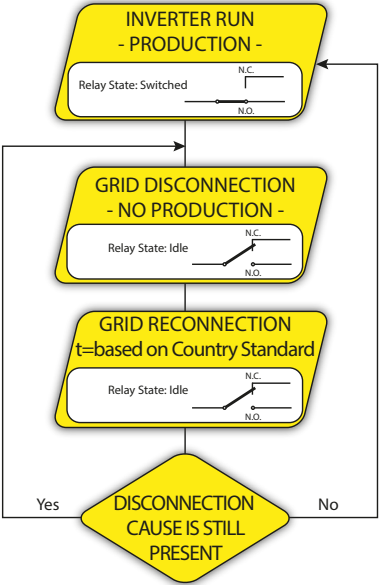 INVERTER RUN
- PRODUCTION -
N.C.
Relay State: Switched
N.O.
GRID DISCONNECTION
- NO PRODUCTION -
N.C.
Relay State: Idle
N.O.
GRID RECONNECTION
t=based on Country Standard
N.C.
Relay State: Idle
N.O.
Yes
DISCONNECTION
CAUSE IS STILL
PRESENT
No